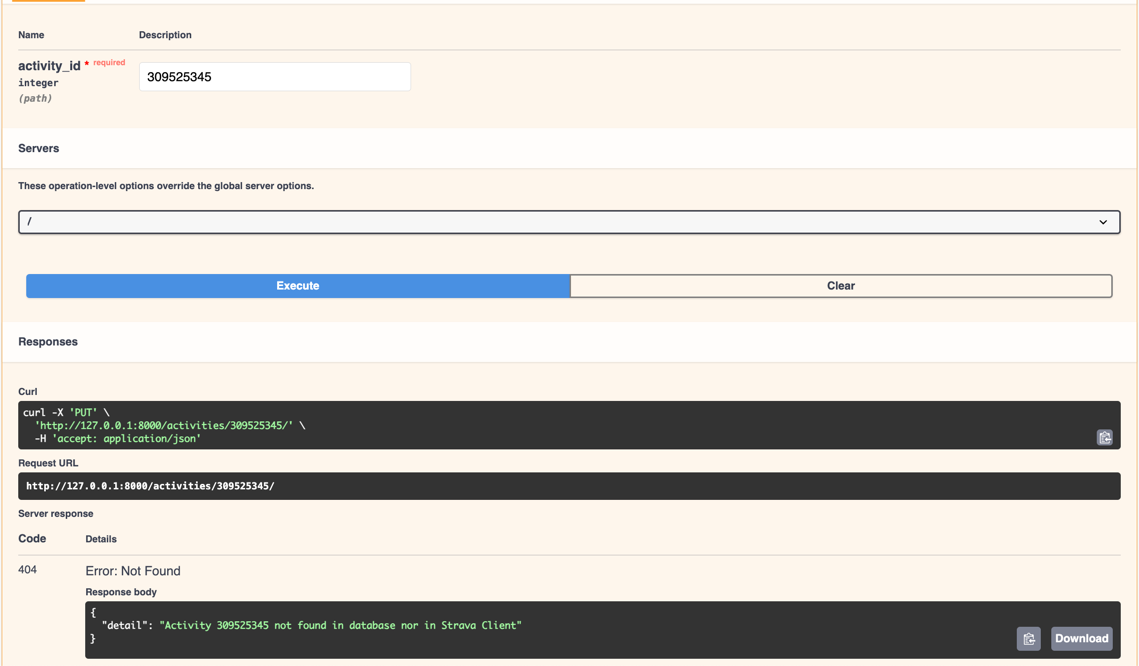 Name Description
activity_id * required
309525345
integer
(path)
Servers
These operation-level options override the global server options.
/
Execute Clear
Responses
Curl
curl -X 'PUT' \
'http://127.0.0.1:8000/activities/309525345/' \
-H 'accept: application/json'
Request URL
http://127.0.0.1:8000/activities/309525345/
Server response
Code Details
404 Error: Not Found
Response body
{
"detail": "Activity 309525345 not found in database nor in Strava Client"
}
Download